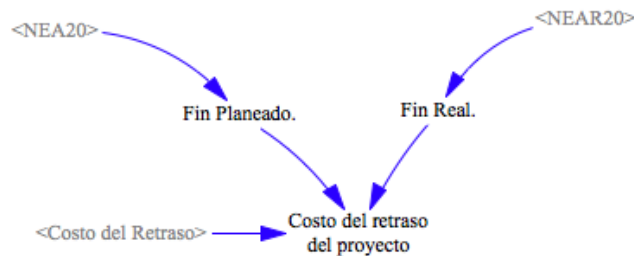 <NEA20>
<NEAR20>
Fin Planeado.
Fin Real.
<Costo del Retraso>
Costo del retraso
del proyecto